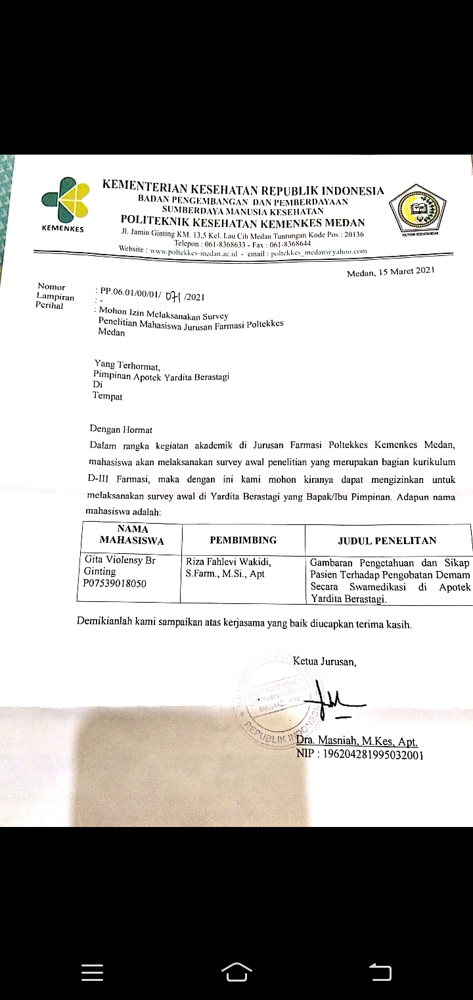 KEMENKES
KEMENTERIAN KESEHATAN REPUBLIK INDONESIA
BADAN PENGEMBANGAN DAN PEMBERDAYAAN
SUMBERDAYA MANUSIA KESEHATAN
POLITEKNIK KESEHATAN KEMENKES MEDAN
Jl. Jamin Ginting KM. 13,5 Kel. Lau Cih Medan Tuntungan Kode Pos : 20136
Telepon : 061-8368633 - Fax : 061-8368644
Website : www.poltekkes-medan.ac.id - email : poltekkes_medan@yahoo.com
POLITEKNIK KESEHATAN MEDAN
Medan, 15 Maret 2021
Nomor : PP.06.01/00/01/ 071 /2021
Lampiran : -
Perihal : Mohon Izin Melaksanakan Survey
Penelitian Mahasiswa Jurusan Farmasi Poltekkes
Medan
Yang Terhormat,
Pimpinan Apotek Yardita Berastagi
Di
Tempat
Dengan Hormat
Dalam rangka kegiatan akademik di Jurusan Farmasi Poltekkes Kemenkes Medan,
mahasiswa akan melaksanakan survey awal penelitian yang merupakan bagian kurikulum
D-III Farmasi, maka dengan ini kami mohon kiranya dapat mengizinkan untuk
melaksanakan survey awal di Yardita Berastagi yang Bapak/Ibu Pimpinan. Adapun nama
mahasiswa adalah:
NAMA
MAHASISWA
PEMBIMBING
JUDUL PENELITAN
Gita Violensy Br
Ginting
P07539018050
Riza Fahlevi Wakidi,
S.Farm., M.Si., Apt
Gambaran Pengetahuan dan Sikap
Pasien Terhadap Pengobatan Demam
Secara Swamedikasi di Apotek
Yardita Berastagi.
Demikianlah kami sampaikan atas kerjasama yang baik diucapkan terima kasih.
Ketua Jurusan,
REPUBLIK INDONESIA
Dra. Masniah, M.Kes, Apt.
NIP : 196204281995032001